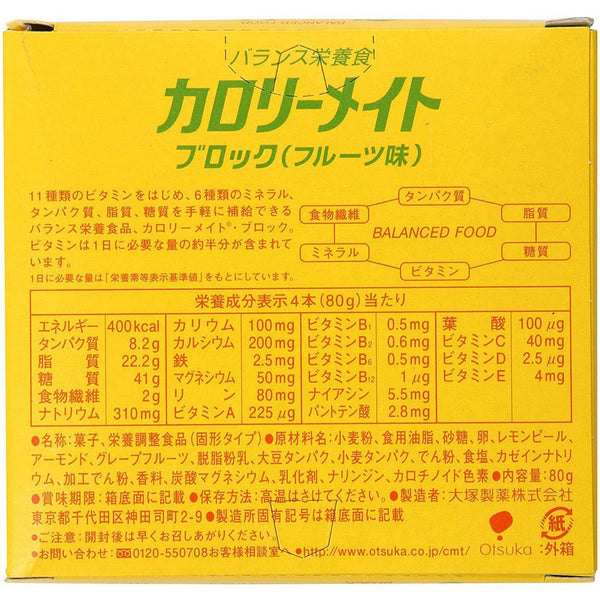 BALANCED FOOD
バランス栄養食
カロリーメイト
ブロック(フルーツ味)
11種類のビタミンをはじめ、6種類のミネラル、
タンパク質、脂質、糖質を手軽に補給できる
バランス栄養食品、カロリーメイト®・ブロック。
ビタミンは1日に必要な量の約半分が含まれて
います。
1日に必要な量は「栄養素等表示基準値」をもとにしています。
タンパク質
食物繊維 脂質
BALANCED FOOD
ミネラル 糖質
ビタミン
栄養成分表示4本(80g)当たり
エネルギー 400kcal カリウム 100mg ビタミンB1 0.5mg 葉酸 100μg
タンパク質 8.2g カルシウム 200mg ビタミンB2 0.6mg ビタミンC 40mg
脂質 22.2g 鉄 2.5mg ビタミンB6 0.5mg ビタミンD 2.5μg
糖質 41g マグネシウム 50mg ビタミンB12 1μg ビタミンE 4mg
食物繊維 2g リン 80mg ナイアシン 5.5mg
ナトリウム 310mg ビタミンA 225μg パントテン酸 2.8mg
●名称:菓子、栄養調整食品(固形タイプ)●原材料名:小麦粉、食用油脂、砂糖、卵、レモンピール、
アーモンド、グレープフルーツ、脱脂粉乳、大豆タンパク、小麦タンパク、でん粉、食塩、カゼインナトリ
ウム、加工でん粉、香料、炭酸マグネシウム、乳化剤、ナリンジン、カロチノイド色素●内容量:80g
●賞味期限:箱底面に記載●保存方法:高温はさけてください。●製造者:大塚製薬株式会社
東京都千代田区神田司町2-9●製造所固有記号は箱底面に記載
●ご注意:開封後は早くお召しあがりください。
●お問い合わせ:0120-550708お客様相談室へ●http://www.otsuka.co.jp/cmt/
Otsuka
紙
:外箱